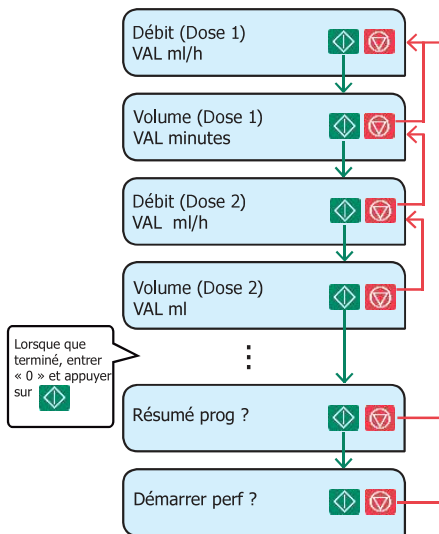 Débit (Dose 1)
VAL ml/h
Volume (Dose 1)
VAL minutes
Débit (Dose 2)
VAL ml/h
Volume (Dose 2)
VAL ml
Lorsque que
terminé, entrer
« 0 » et appuyer
sur
⋮
Résumé prog ?
Démarrer perf ?